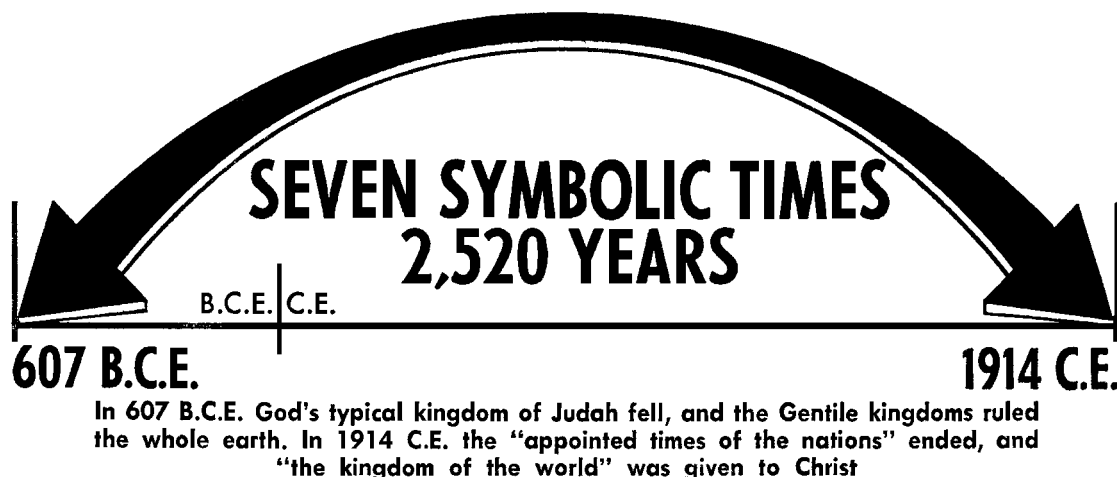 SEVEN SYMBOLIC TIMES
2,520 YEARS
B.C.E. C.E.
607 B.C.E. 1914 C.E.
In 607 B.C.E. God's typical kingdom of Judah fell, and the Gentile kingdoms ruled
the whole earth. In 1914 C.E. the “appointed times of the nations” ended, and
“the kingdom of the world” was given to Christ